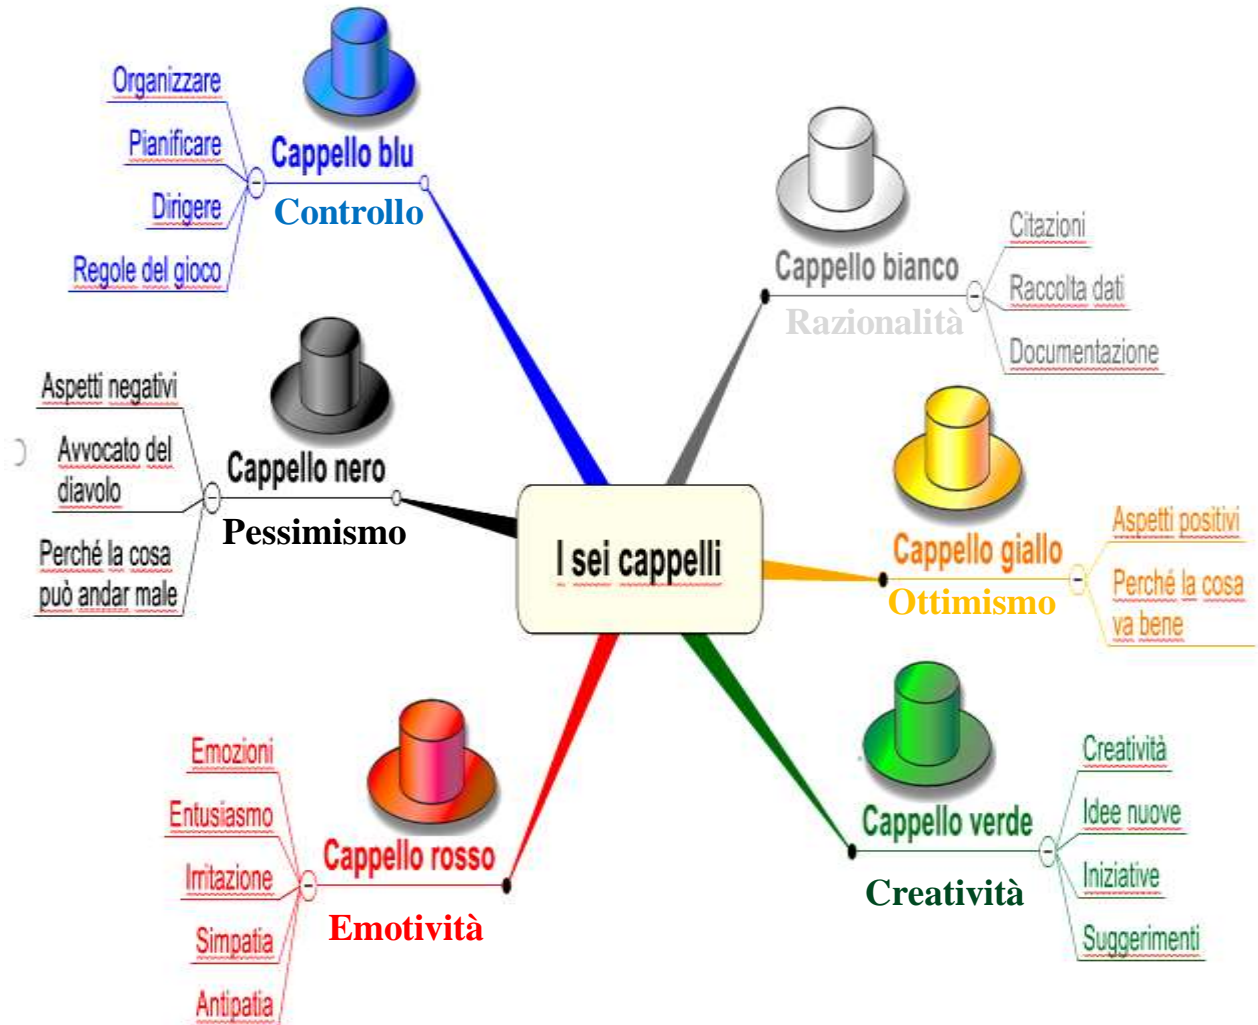 I sei cappelli
Cappello blu
Controllo
Organizzare
Pianificare
Dirigere
Regole del gioco
Cappello bianco
Razionalità
Citazioni
Raccolta dati
Documentazione
Cappello nero
Pessimismo
Aspetti negativi
Avvocato del
diavolo
Perché la cosa
può andar male
Cappello giallo
Ottimismo
Aspetti positivi
Perché la cosa
va bene
Cappello rosso
Emotività
Emozioni
Entusiasmo
Irritazione
Simpatia
Antipatia
Cappello verde
Creatività
Creatività
Idee nuove
Iniziative
Suggerimenti